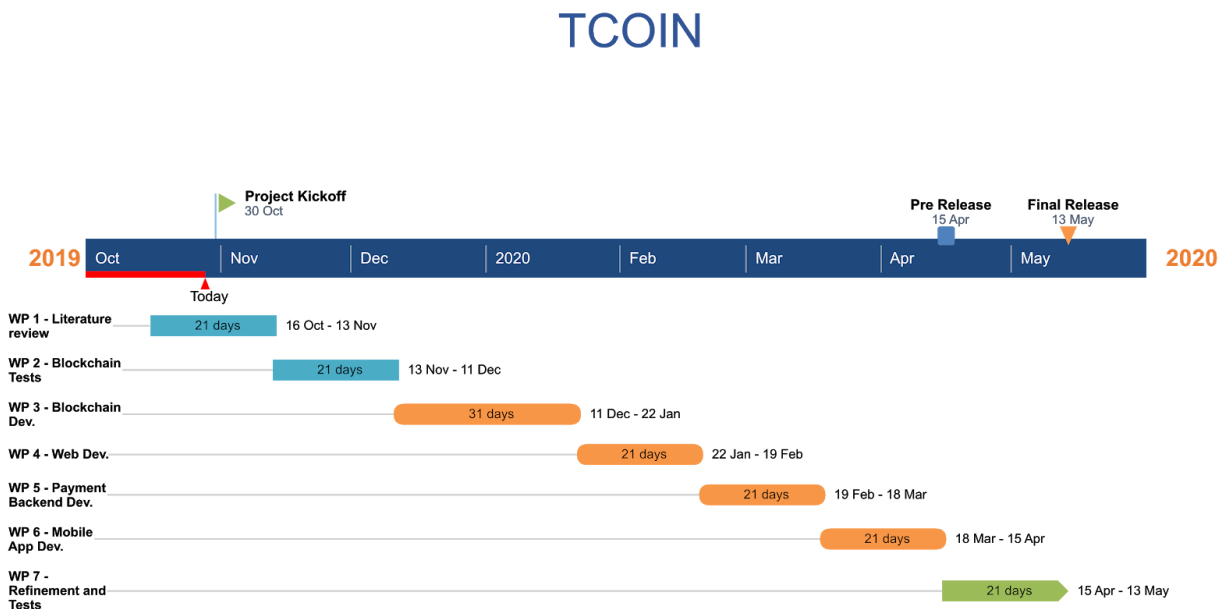 TCOIN
Project Kickoff
30 Oct
Pre Release
15 Apr
Final Release
13 May
2019
Oct
Nov
Dec
2020
Feb
Mar
Apr
May
2020
Today
WP 1 - Literature
review
21 days
16 Oct - 13 Nov
WP 2 - Blockchain
Tests
21 days
13 Nov - 11 Dec
WP 3 - Blockchain
Dev.
31 days
11 Dec - 22 Jan
WP 4 - Web Dev.
21 days
22 Jan - 19 Feb
WP 5 - Payment
Backend Dev.
21 days
19 Feb - 18 Mar
WP 6 - Mobile
App Dev.
21 days
18 Mar - 15 Apr
WP 7 -
Refinement and
Tests
21 days
15 Apr - 13 May